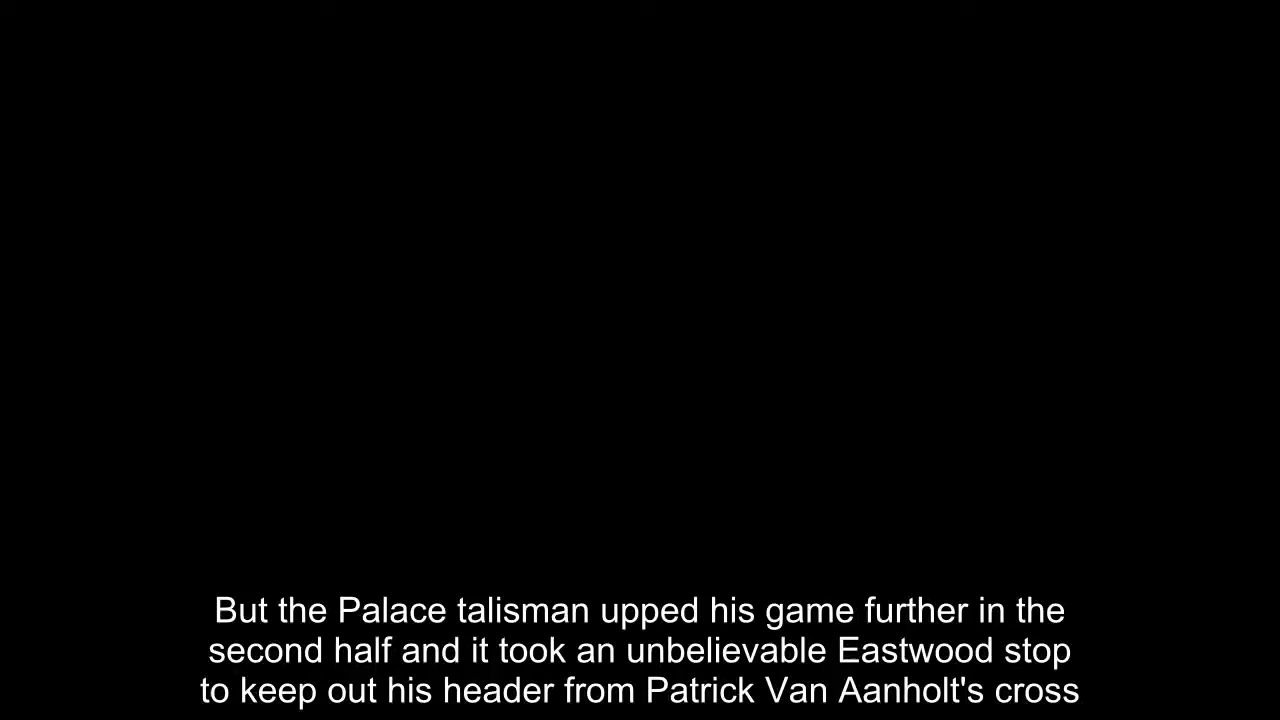 But the Palace talisman upped his game further in the
second half and it took an unbelievable Eastwood stop
to keep out his header from Patrick Van Aanholt's cross